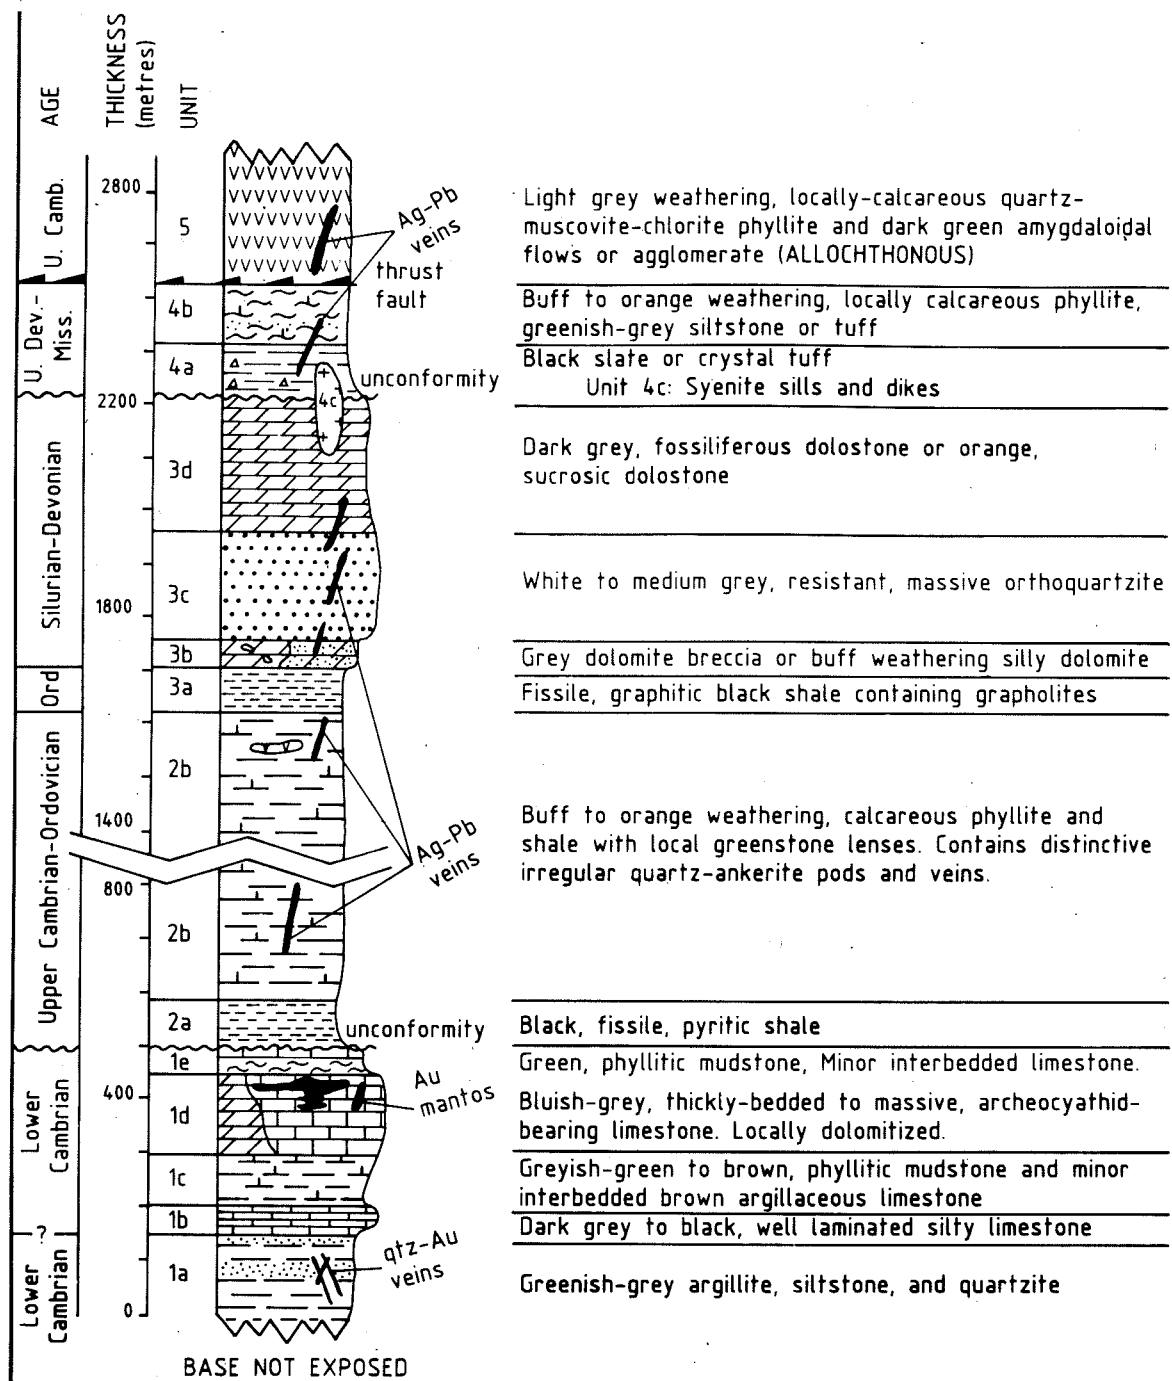 AGE
THICKNESS
(metres)
UNIT
U. Camb.
2800
5
Ag-Pb
veins
thrust
fault
Light grey weathering, locally-calcareous quartz-
muscovite-chlorite phyllite and dark green amygdaloidal
flows or agglomerate (ALLOCHTHONOUS)
U. Dev.-
Miss.
4b
Buff to orange weathering, locally calcareous phyllite,
greenish-grey siltstone or tuff
4a
unconformity
Black slate or crystal tuff
Unit 4c: Syenite sills and dikes
4c
2200
Silurian-Devonian
3d
Dark grey, fossiliferous dolostone or orange,
sucrosic dolostone
3c
1800
White to medium grey, resistant, massive orthoquartzite
3b
Grey dolomite breccia or buff weathering silly dolomite
Ord
3a
Fissile, graphitic black shale containing grapholites
Upper Cambrian-Ordovician
2b
1400
800
Ag-Pb
veins
Buff to orange weathering, calcareous phyllite and
shale with local greenstone lenses. Contains distinctive
irregular quartz-ankerite pods and veins.
2b
2a
unconformity
Black, fissile, pyritic shale
Lower
Cambrian
1e
Green, phyllitic mudstone, Minor interbedded limestone.
400
1d
Au
mantos
Bluish-grey, thickly-bedded to massive, archeocyathid-
bearing limestone. Locally dolomitized.
1c
Greyish-green to brown, phyllitic mudstone and minor
interbedded brown argillaceous limestone
1b
Dark grey to black, well laminated silty limestone
?
Lower
Cambrian
1a
qtz-Au
veins
Greenish-grey argillite, siltstone, and quartzite
0
BASE NOT EXPOSED